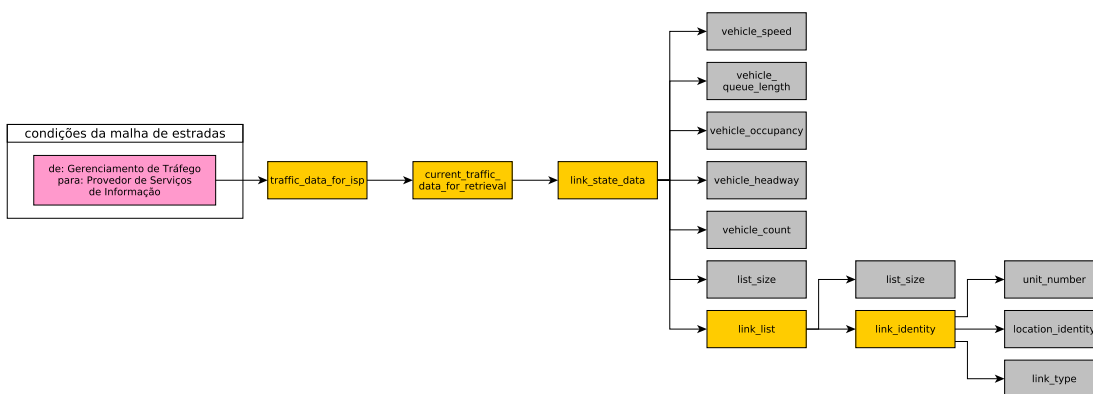 condições da malha de estradas
de: Gerenciamento de Tráfego
para: Provedor de Serviços
de Informação
traffic_data_for_isp
current_traffic_
data_for_retrieval
link_state_data
vehicle_speed
vehicle_
queue_length
vehicle_occupancy
vehicle_headway
vehicle_count
list_size
link_list
list_size
link_identity
unit_number
location_identity
link_type